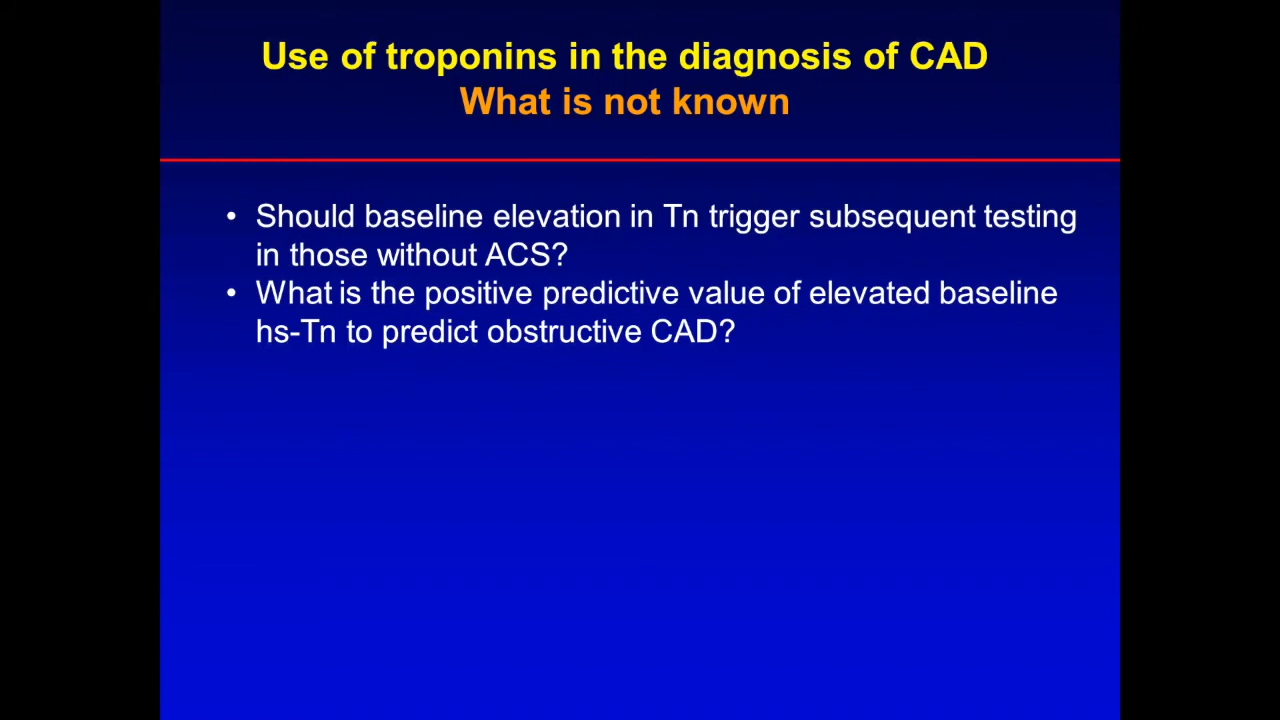 Use of troponins in the diagnosis of CAD
What is not known
• Should baseline elevation in Tn trigger subsequent testing
in those without ACS?
• What is the positive predictive value of elevated baseline
hs-Tn to predict obstructive CAD?